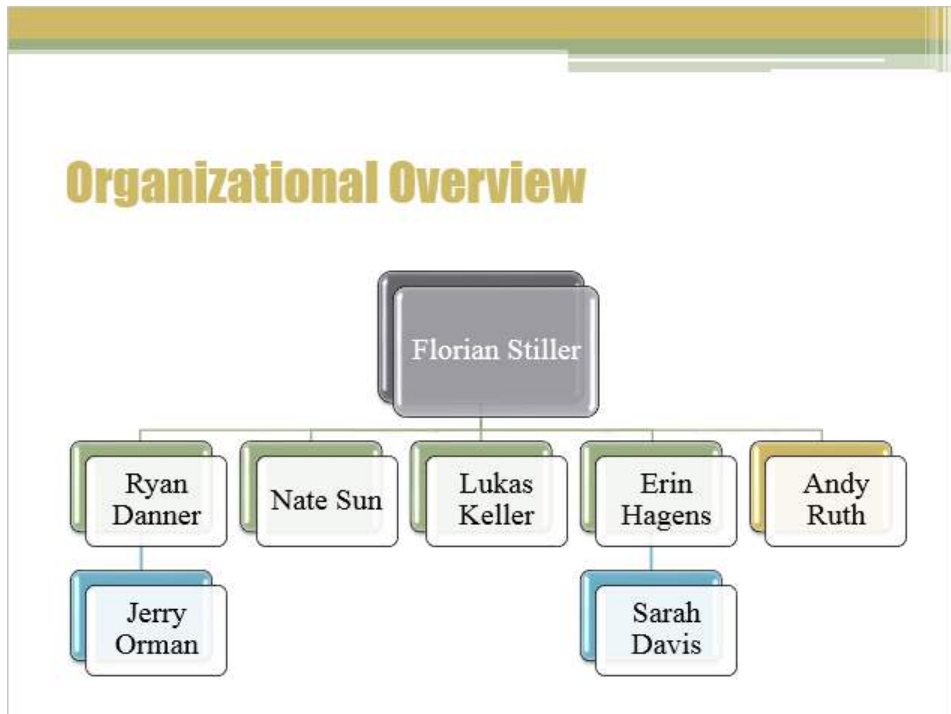 Organizational Overview
Florian Stiller
Ryan
Danner
Nate Sun
Lukas
Keller
Erin
Hagens
Andy
Ruth
Jerry
Orman
Sarah
Davis